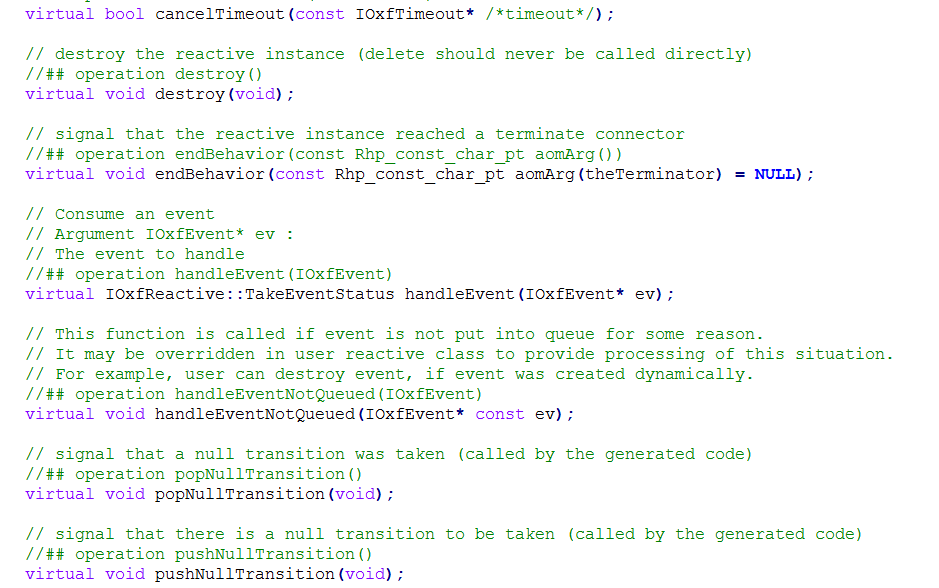 virtual bool cancelTimeout(const IOxfTimeout* /*timeout*/);
// destroy the reactive instance (delete should never be called directly)
//## operation destroy()
virtual void destroy(void);
// signal that the reactive instance reached a terminate connector
//## operation endBehavior(const Rhp_const_char_pt aomArg())
virtual void endBehavior(const Rhp_const_char_pt aomArg(theTerminator) = NULL);
// Consume an event
// Argument IOxfEvent* ev :
// The event to handle
//## operation handleEvent(IOxfEvent)
virtual IOxfReactive::TakeEventStatus handleEvent(IOxfEvent* ev);
// This function is called if event is not put into queue for some reason.
// It may be overridden in user reactive class to provide processing of this situation.
// For example, user can destroy event, if event was created dynamically.
//## operation handleEventNotQueued(IOxfEvent)
virtual void handleEventNotQueued(IOxfEvent* const ev);
// signal that a null transition was taken (called by the generated code)
//## operation popNullTransition()
virtual void popNullTransition(void);
// signal that there is a null transition to be taken (called by the generated code)
//## operation pushNullTransition()
virtual void pushNullTransition(void);